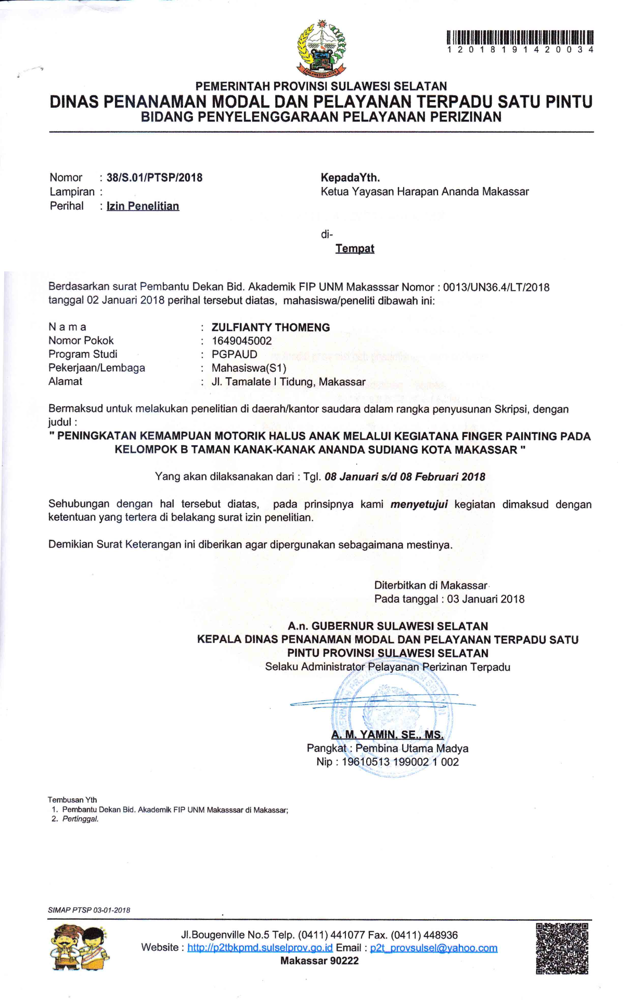 SULAWESI SELATAN
1 2 0 1 8 1 9 1 4 2 0 0 3 4
PEMERINTAH PROVINSI SULAWESI SELATAN
DINAS PENANAMAN MODAL DAN PELAYANAN TERPADU SATU PINTU
BIDANG PENYELENGGARAAN PELAYANAN PERIZINAN
Nomor : 38/S.01/PTSP/2018
Lampiran :
Perihal : Izin Penelitian
KepadaYth.
Ketua Yayasan Harapan Ananda Makassar
di-
Tempat
Berdasarkan surat Pembantu Dekan Bid. Akademik FIP UNM Makasssar Nomor : 0013/UN36.4/LT/2018
tanggal 02 Januari 2018 perihal tersebut diatas, mahasiswa/peneliti dibawah ini:
N a m a : ZULFIANTY THOMENG
Nomor Pokok : 1649045002
Program Studi : PGPAUD
Pekerjaan/Lembaga : Mahasiswa(S1)
Alamat : Jl. Tamalate I Tidung, Makassar
Bermaksud untuk melakukan penelitian di daerah/kantor saudara dalam rangka penyusunan Skripsi, dengan
judul :
" PENINGKATAN KEMAMPUAN MOTORIK HALUS ANAK MELALUI KEGIATANA FINGER PAINTING PADA
KELOMPOK B TAMAN KANAK-KANAK ANANDA SUDIANG KOTA MAKASSAR "
Yang akan dilaksanakan dari : Tgl. 08 Januari s/d 08 Februari 2018
Sehubungan dengan hal tersebut diatas, pada prinsipnya kami menyetujui kegiatan dimaksud dengan
ketentuan yang tertera di belakang surat izin penelitian.
Demikian Surat Keterangan ini diberikan agar dipergunakan sebagaimana mestinya.
Diterbitkan di Makassar
Pada tanggal : 03 Januari 2018
A.n. GUBERNUR SULAWESI SELATAN
KEPALA DINAS PENANAMAN MODAL DAN PELAYANAN TERPADU SATU
PINTU PROVINSI SULAWESI SELATAN
Selaku Administrator Pelayanan Perizinan Terpadu
A. M. YAMIN, SE., MS.
Pangkat : Pembina Utama Madya
Nip : 19610513 199002 1 002
Tembusan Yth
1. Pembantu Dekan Bid. Akademik FIP UNM Makasssar di Makassar;
2. Pertinggal.
SIMAP PTSP 03-01-2018
Jl.Bougenville No.5 Telp. (0411) 441077 Fax. (0411) 448936
Website : http://p2tbkpmd.sulselprov.go.id Email : p2t_provsulsel@yahoo.com
Makassar 90222